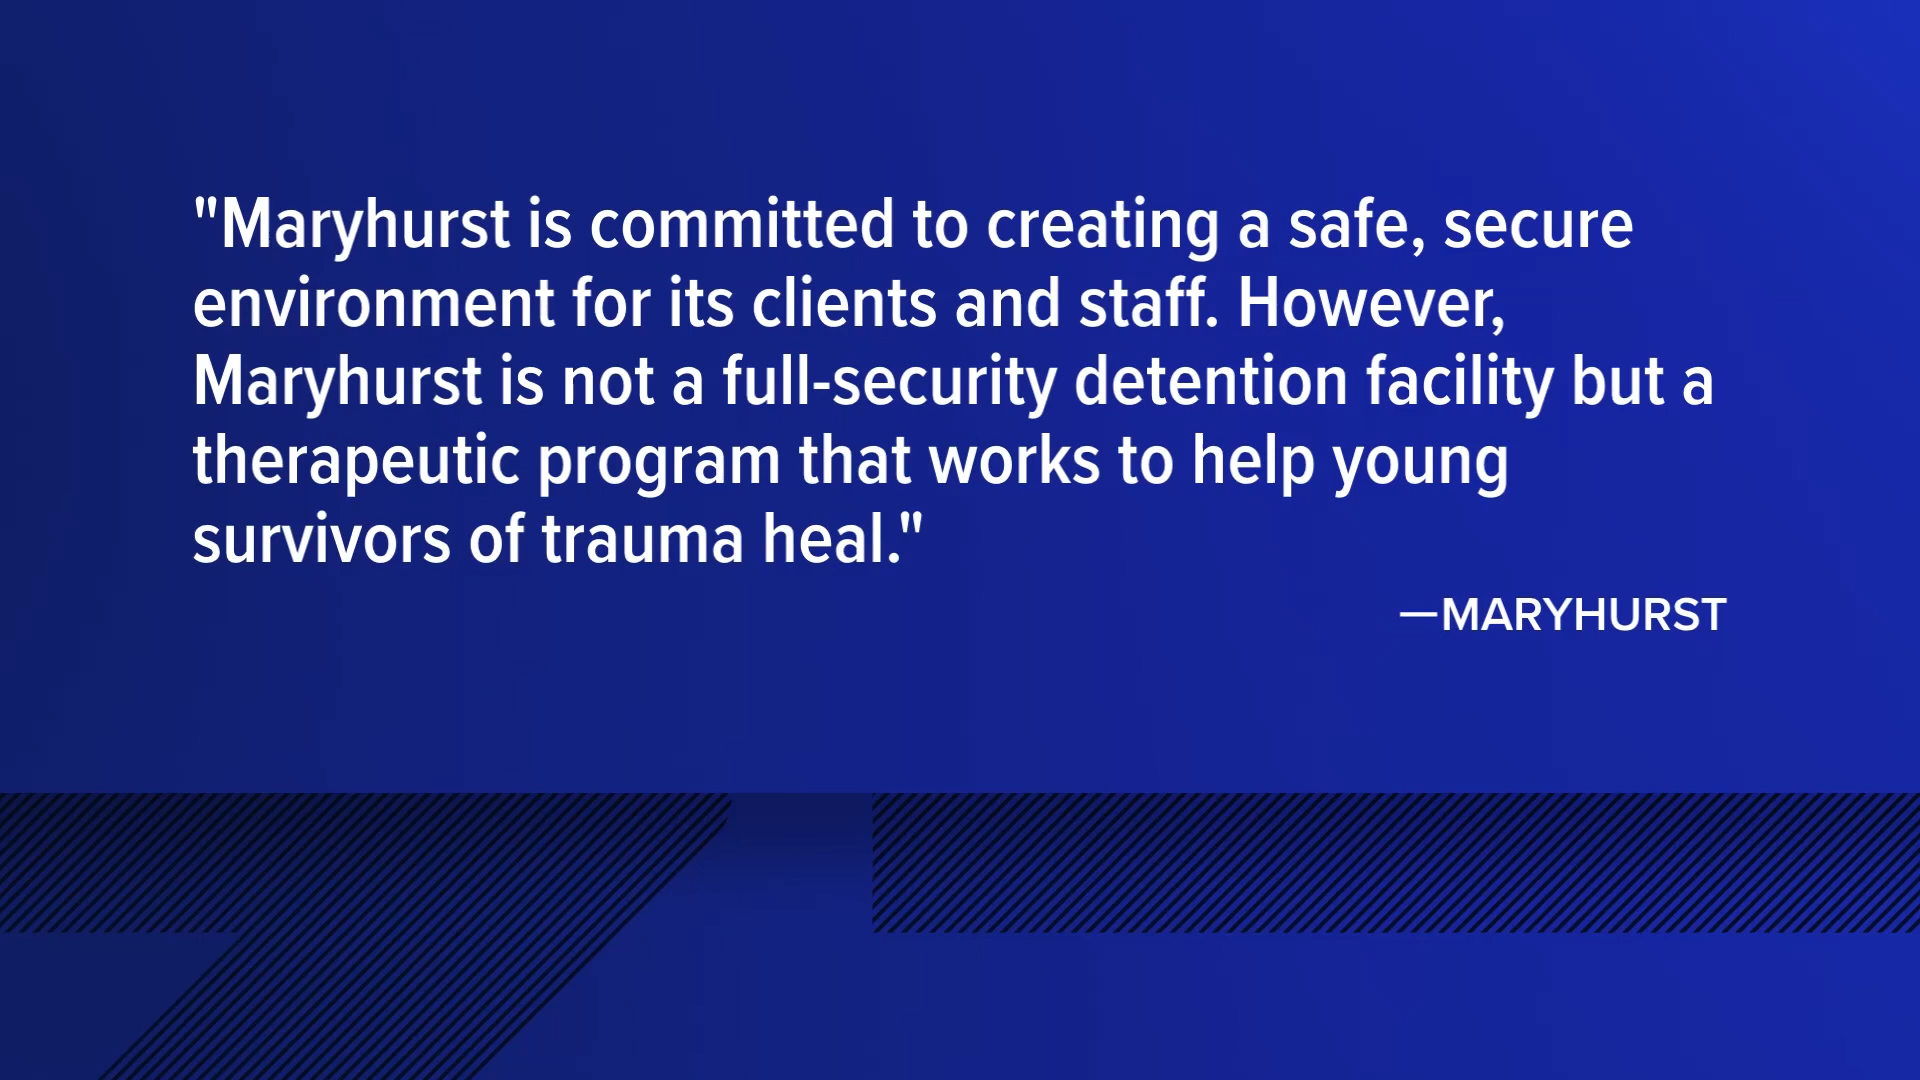 "Maryhurst is committed to creating a safe, secure
environment for its clients and staff. However,
Maryhurst is not a full-security detention facility but a
therapeutic program that works to help young
survivors of trauma heal."
—MARYHURST